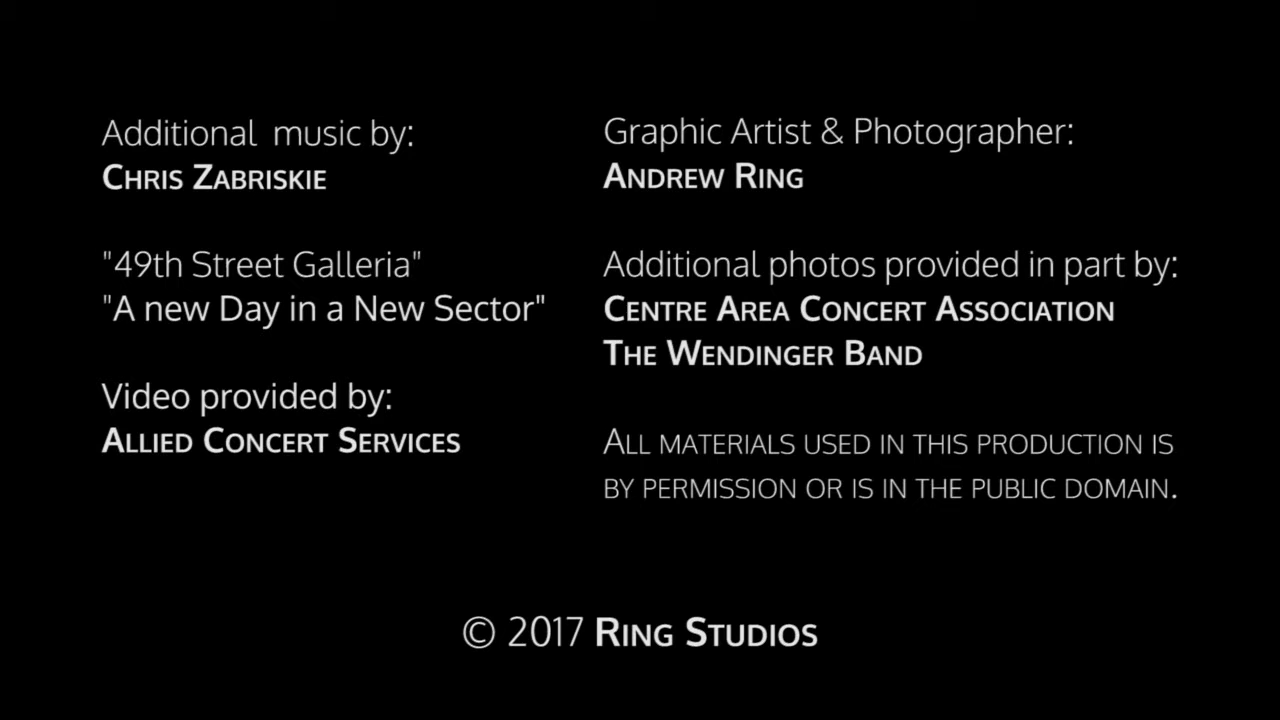 Additional  music by:
CHRIS ZABRISKIE
"49th Street Galleria"
"A new Day in a New Sector"
Video provided by:
ALLIED CONCERT SERVICES
Graphic Artist & Photographer:
ANDREW RING
Additional photos provided in part by:
CENTRE AREA CONCERT ASSOCIATION
THE WENDINGER BAND
ALL MATERIALS USED IN THIS PRODUCTION IS
BY PERMISSION OR IS IN THE PUBLIC DOMAIN.
© 2017 RING STUDIOS